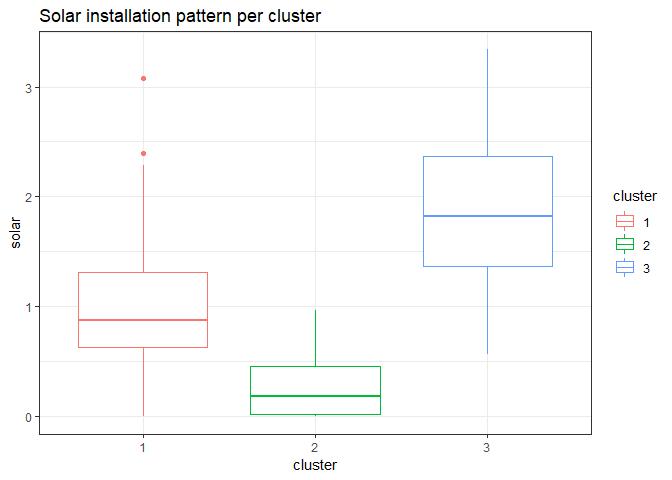 Solar installation pattern per cluster
solar
3
2
1
0
1 2 3
cluster
cluster
1
2
3